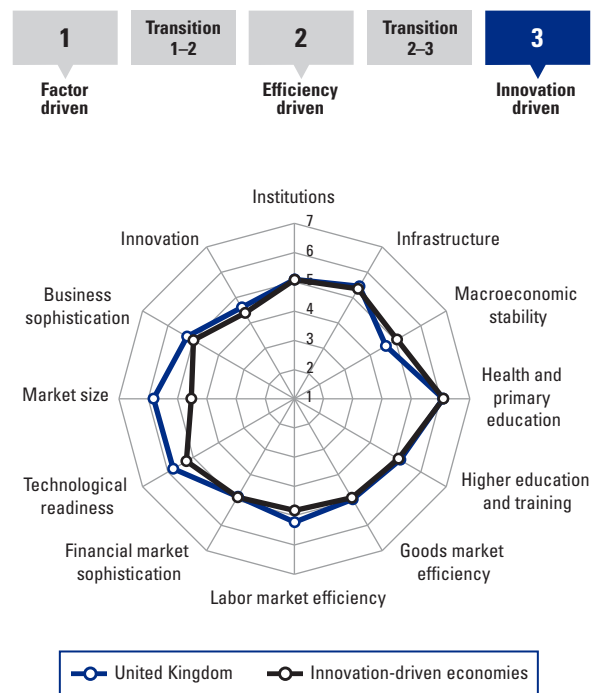 1
Transition
1–2
2
Transition
2–3
3
Factor
driven
Efficiency
driven
Innovation
driven
Institutions
7
Innovation
Infrastructure
6
Business
sophistication
5
Macroeconomic
stability
4
3
Market size
2
Health and
primary
education
1
Technological
readiness
Higher education
and training
Financial market
sophistication
Goods market
efficiency
Labor market efficiency
United Kingdom
Innovation-driven economies